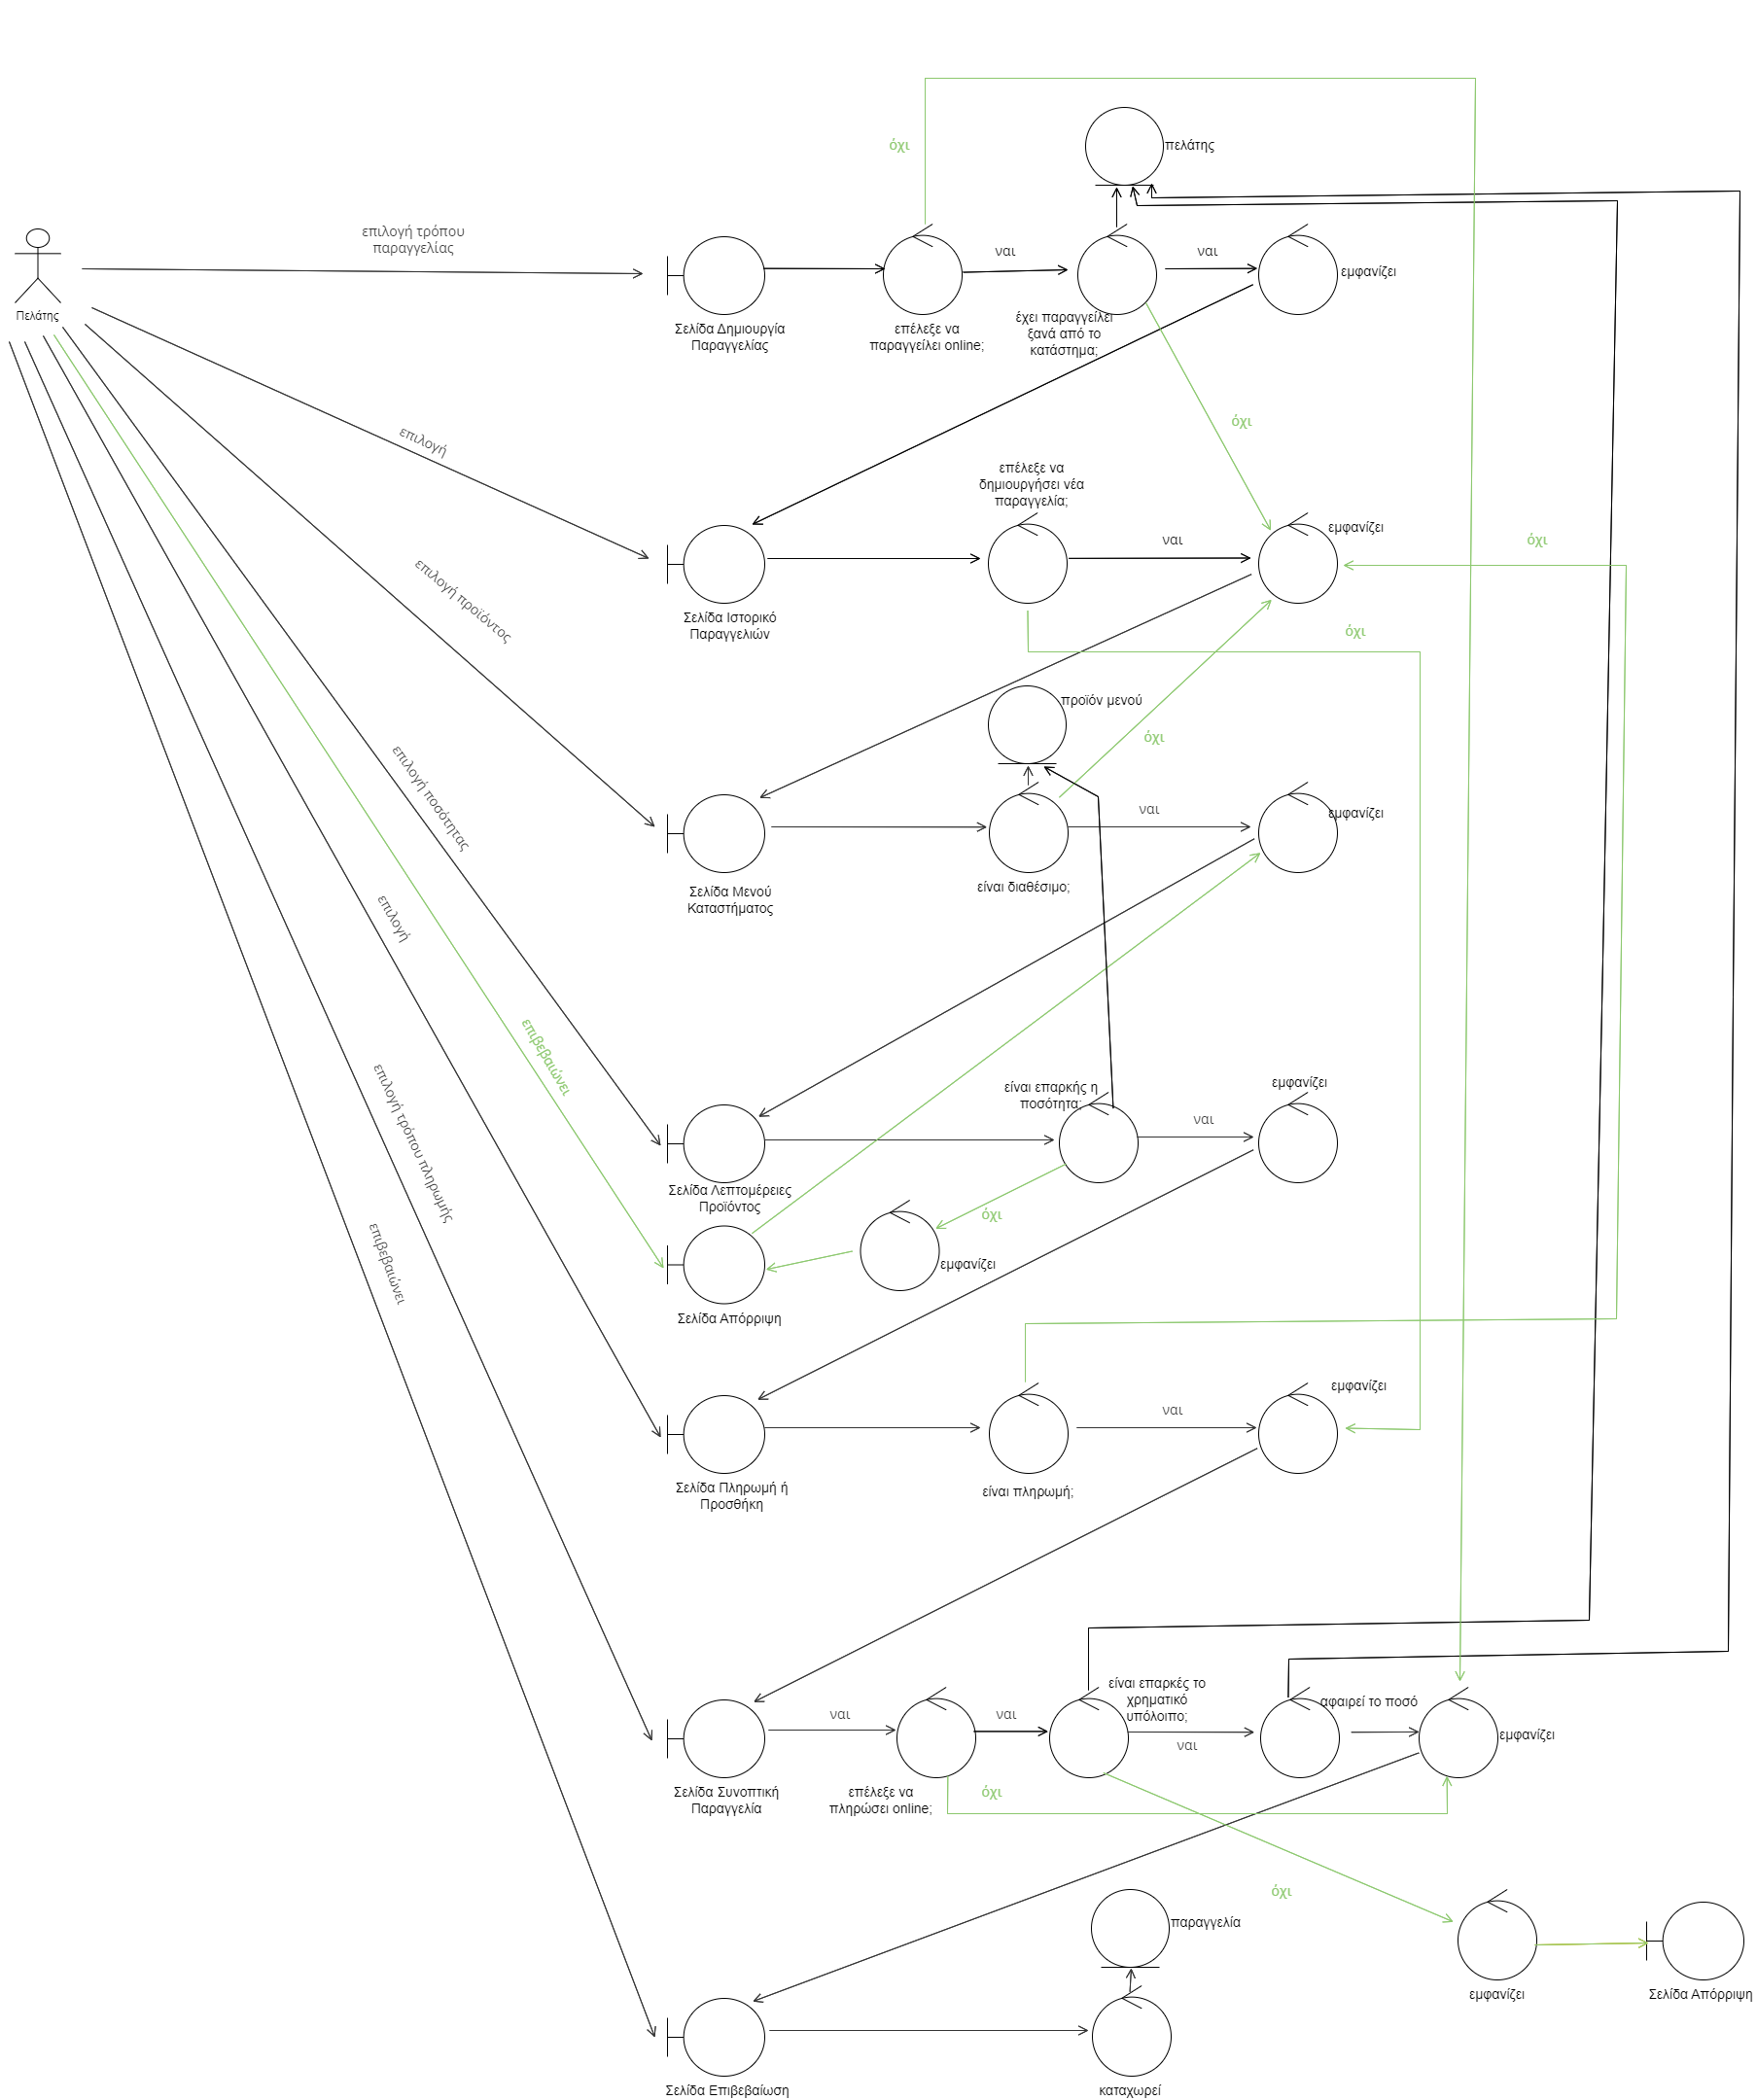 όχι
πελάτης
επιλογή τρόπου
παραγγελίας
ναι
ναι
εμφανίζει
Πελάτης
Σελίδα Δημιουργία
Παραγγελίας
επέλεξε να
παραγγείλει online;
έχει παραγγείλει
ξανά από το
κατάστημα;
όχι
επιλογή
επέλεξε να
δημιουργήσει νέα
παραγγελία;
ναι
εμφανίζει
όχι
επιλογή προϊόντος
Σελίδα Ιστορικό
Παραγγελιών
όχι
προϊόν μενού
όχι
επιλογή ποσότητας
ναι
εμφανίζει
Σελίδα Μενού
Καταστήματος
είναι διαθέσιμο;
επιλογή
επιβεβαιώνει
είναι επαρκής η
ποσότητα;
εμφανίζει
ναι
επιλογή τρόπου πληρωμής
Σελίδα Λεπτομέρειες
Προϊόντος
όχι
εμφανίζει
επιβεβαιώνει
Σελίδα Απόρριψη
εμφανίζει
ναι
Σελίδα Πληρωμή ή
Προσθήκη
είναι πληρωμή;
είναι επαρκές το
χρηματικό
υπόλοιπο;
αφαιρεί το ποσό
ναι
ναι
ναι
εμφανίζει
Σελίδα Συνοπτική
Παραγγελία
επέλεξε να
πληρώσει online;
όχι
όχι
παραγγελία
εμφανίζει
Σελίδα Απόρριψη
Σελίδα Επιβεβαίωση
καταχωρεί